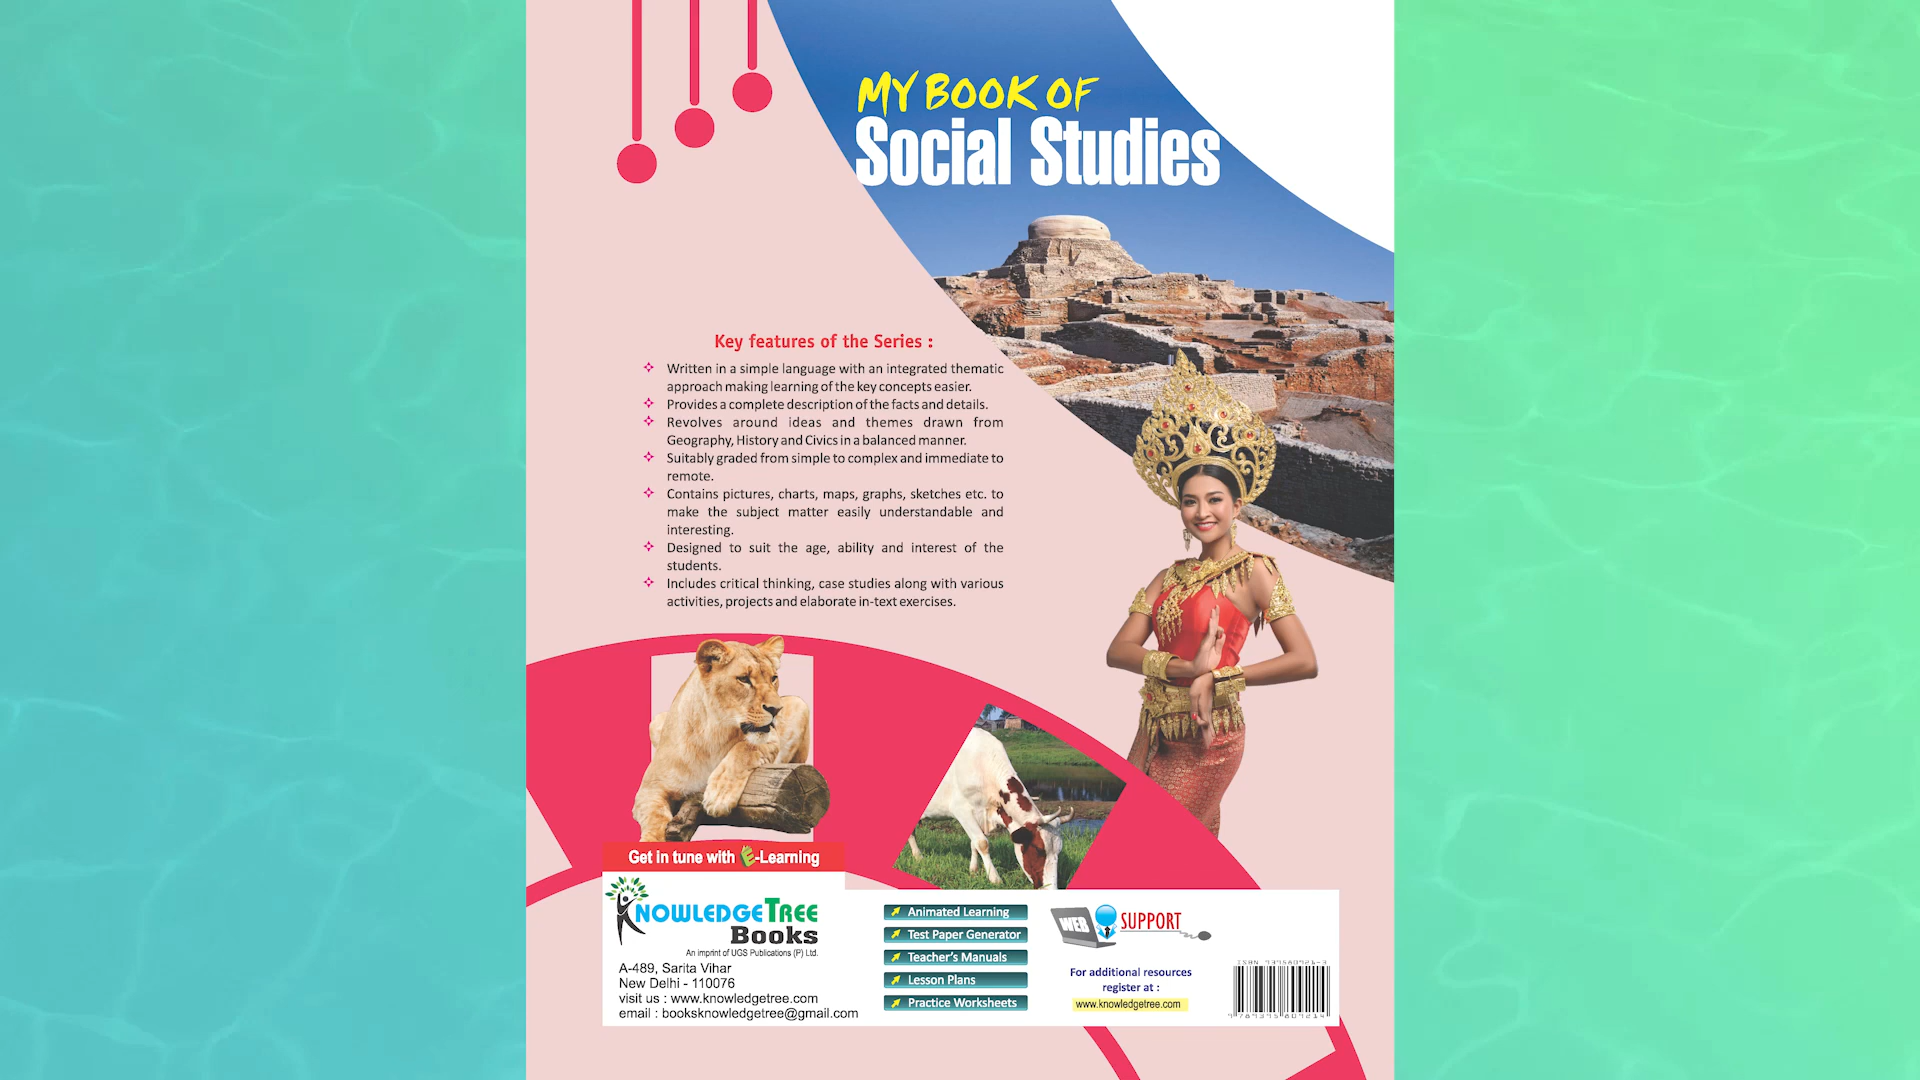 MY BOOK OF
Social Studies
Key features of the Series :
Written in a simple language with an integrated thematic
approach making learning of the key concepts easier.
Provides a complete description of the facts and details.
Revolves around ideas and themes drawn from
Geography, History and Civics in a balanced manner.
Suitably graded from simple to complex and immediate to
remote.
Contains pictures, charts, maps, graphs, sketches etc. to
make the subject matter easily understandable and
interesting.
Designed to suit the age, ability and interest of the
students.
Includes critical thinking, case studies along with various
activities, projects and elaborate in-text exercises.
Get in tune with E-Learning
KNOWLEDGETREE
Books
An imprint of UGS Publications (P) Ltd.
A-489, Sarita Vihar
New Delhi - 110076
visit us : www.knowledgetree.com
email : booksknowledgetree@gmail.com
Animated Learning
Test Paper Generator
Teacher's Manuals
Lesson Plans
Practice Worksheets
WEB SUPPORT
For additional resources
register at :
www.knowledgetree.com
ISBN 939580921-3
9 789395 809214